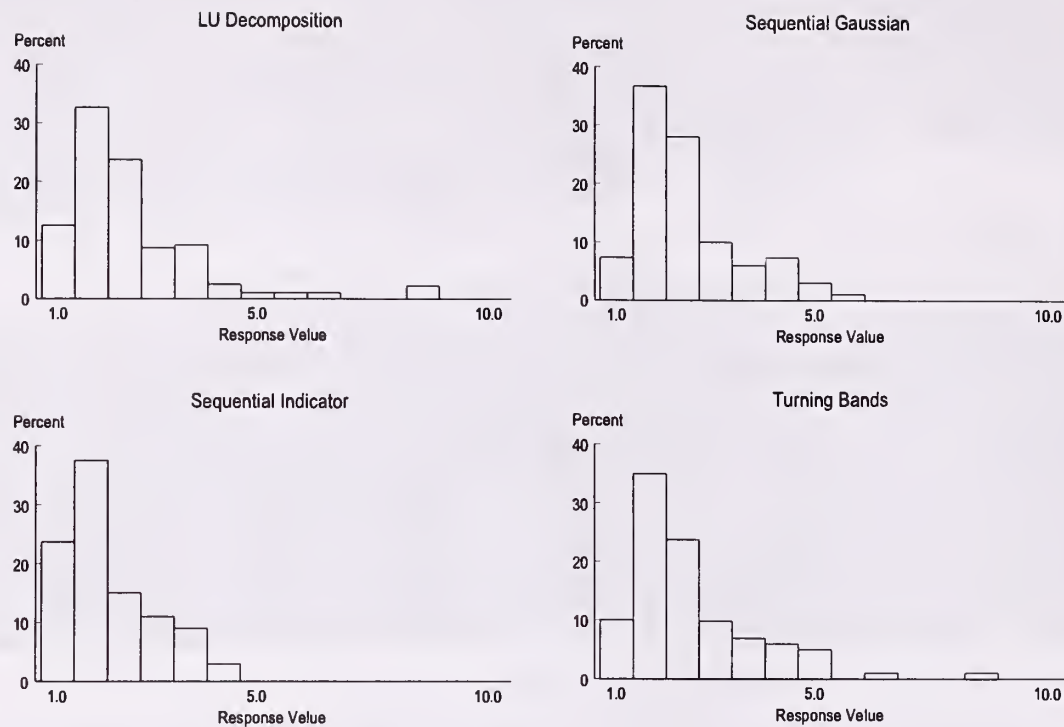 LU Decomposition
Percent
40
30
20
10
0
1.0 5.0 10.0
Response Velue
Sequential Gaussian
Percent
40
30
20
10
0
1.0 5.0 10.0
Response Value
Sequential Indicator
Percent
40
30
20
10
0
1.0 5.0 10.0
Response Velue
Turning Bands
Percent
40
30
20
10
0
1.0 5.0 10.0
Response Velue